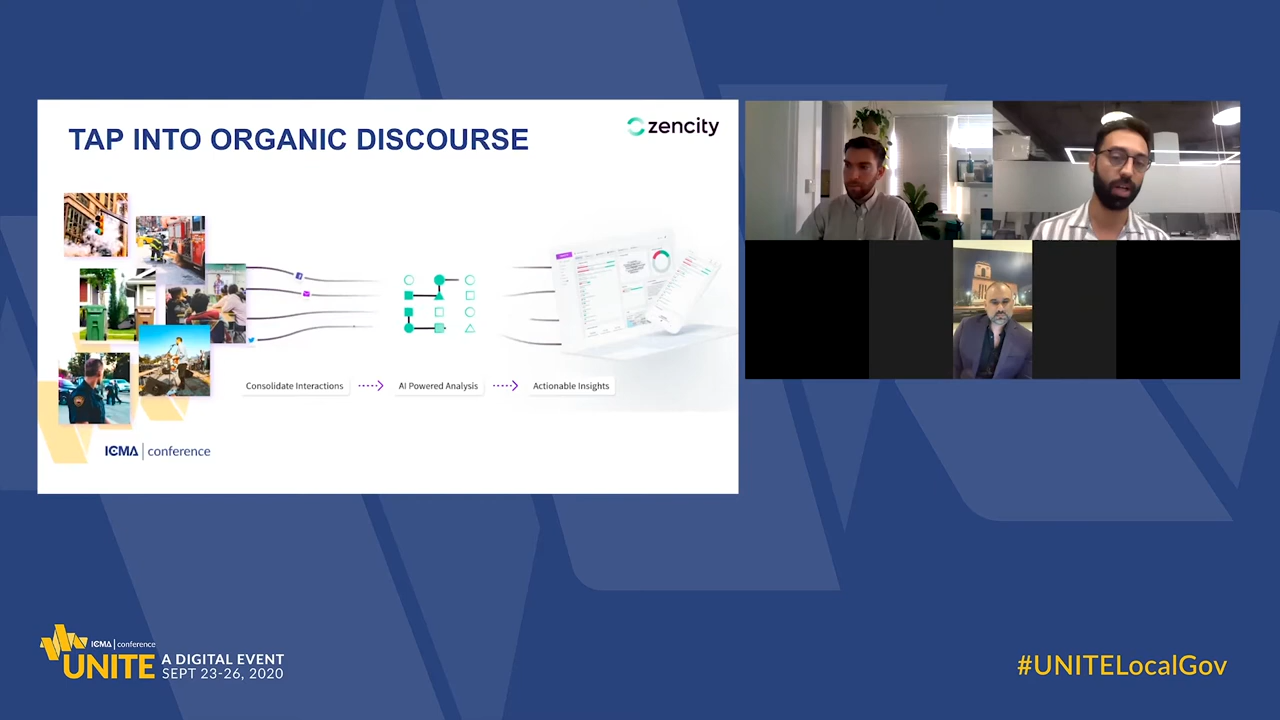 TAP INTO ORGANIC DISCOURSE
zencity
Consolidate Interactions
AI Powered Analysis
Actionable Insights
ICMA | conference
ICMA | conference
UNITE
A DIGITAL EVENT
SEPT 23-26, 2020
#UNITELocalGov